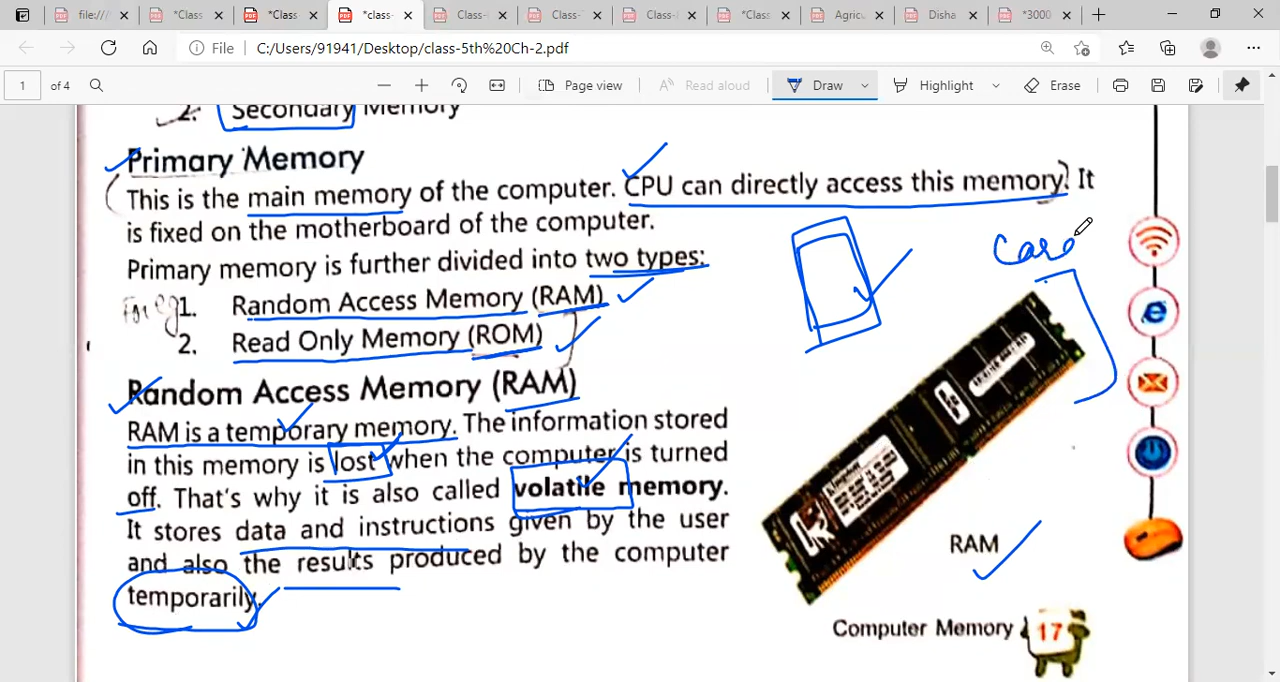 file:///
*Class
*Class-
*class-
Class-
Class-
Class-
*Class
Agric
Disha
*3000
File
C:/Users/91941/Desktop/class-5th%20Ch-2.pdf
1 of 4
Page view
Read aloud
Draw
Highlight
Erase
2. Secondary Memory
Primary Memory
This is the main memory of the computer. CPU can directly access this memory. It
is fixed on the motherboard of the computer.
Primary memory is further divided into two types:
For eg
1. Random Access Memory (RAM)
2. Read Only Memory (ROM)
Random Access Memory (RAM)
RAM is a temporary memory. The information stored
in this memory is lost when the computer is turned
off. That's why it is also called volatile memory.
It stores data and instructions given by the user
and also the results produced by the computer
temporarily.
RAM
Computer Memory 17